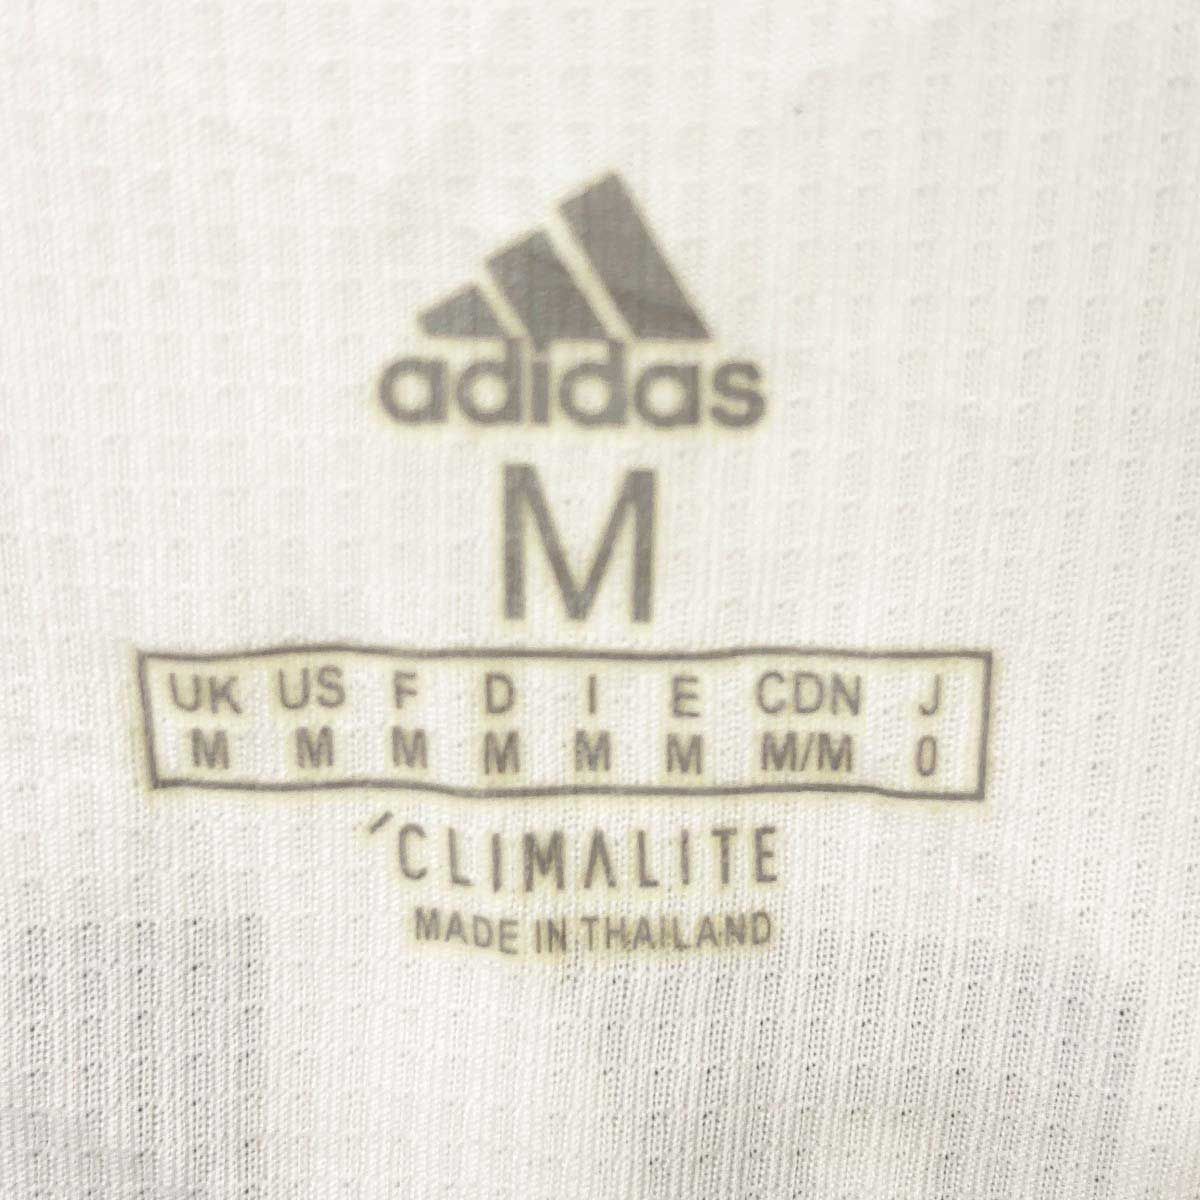 adidas
M
UK US F D I E CDN J
M M M M M M M/M O
CLIMALITE
MADE IN THAILAND